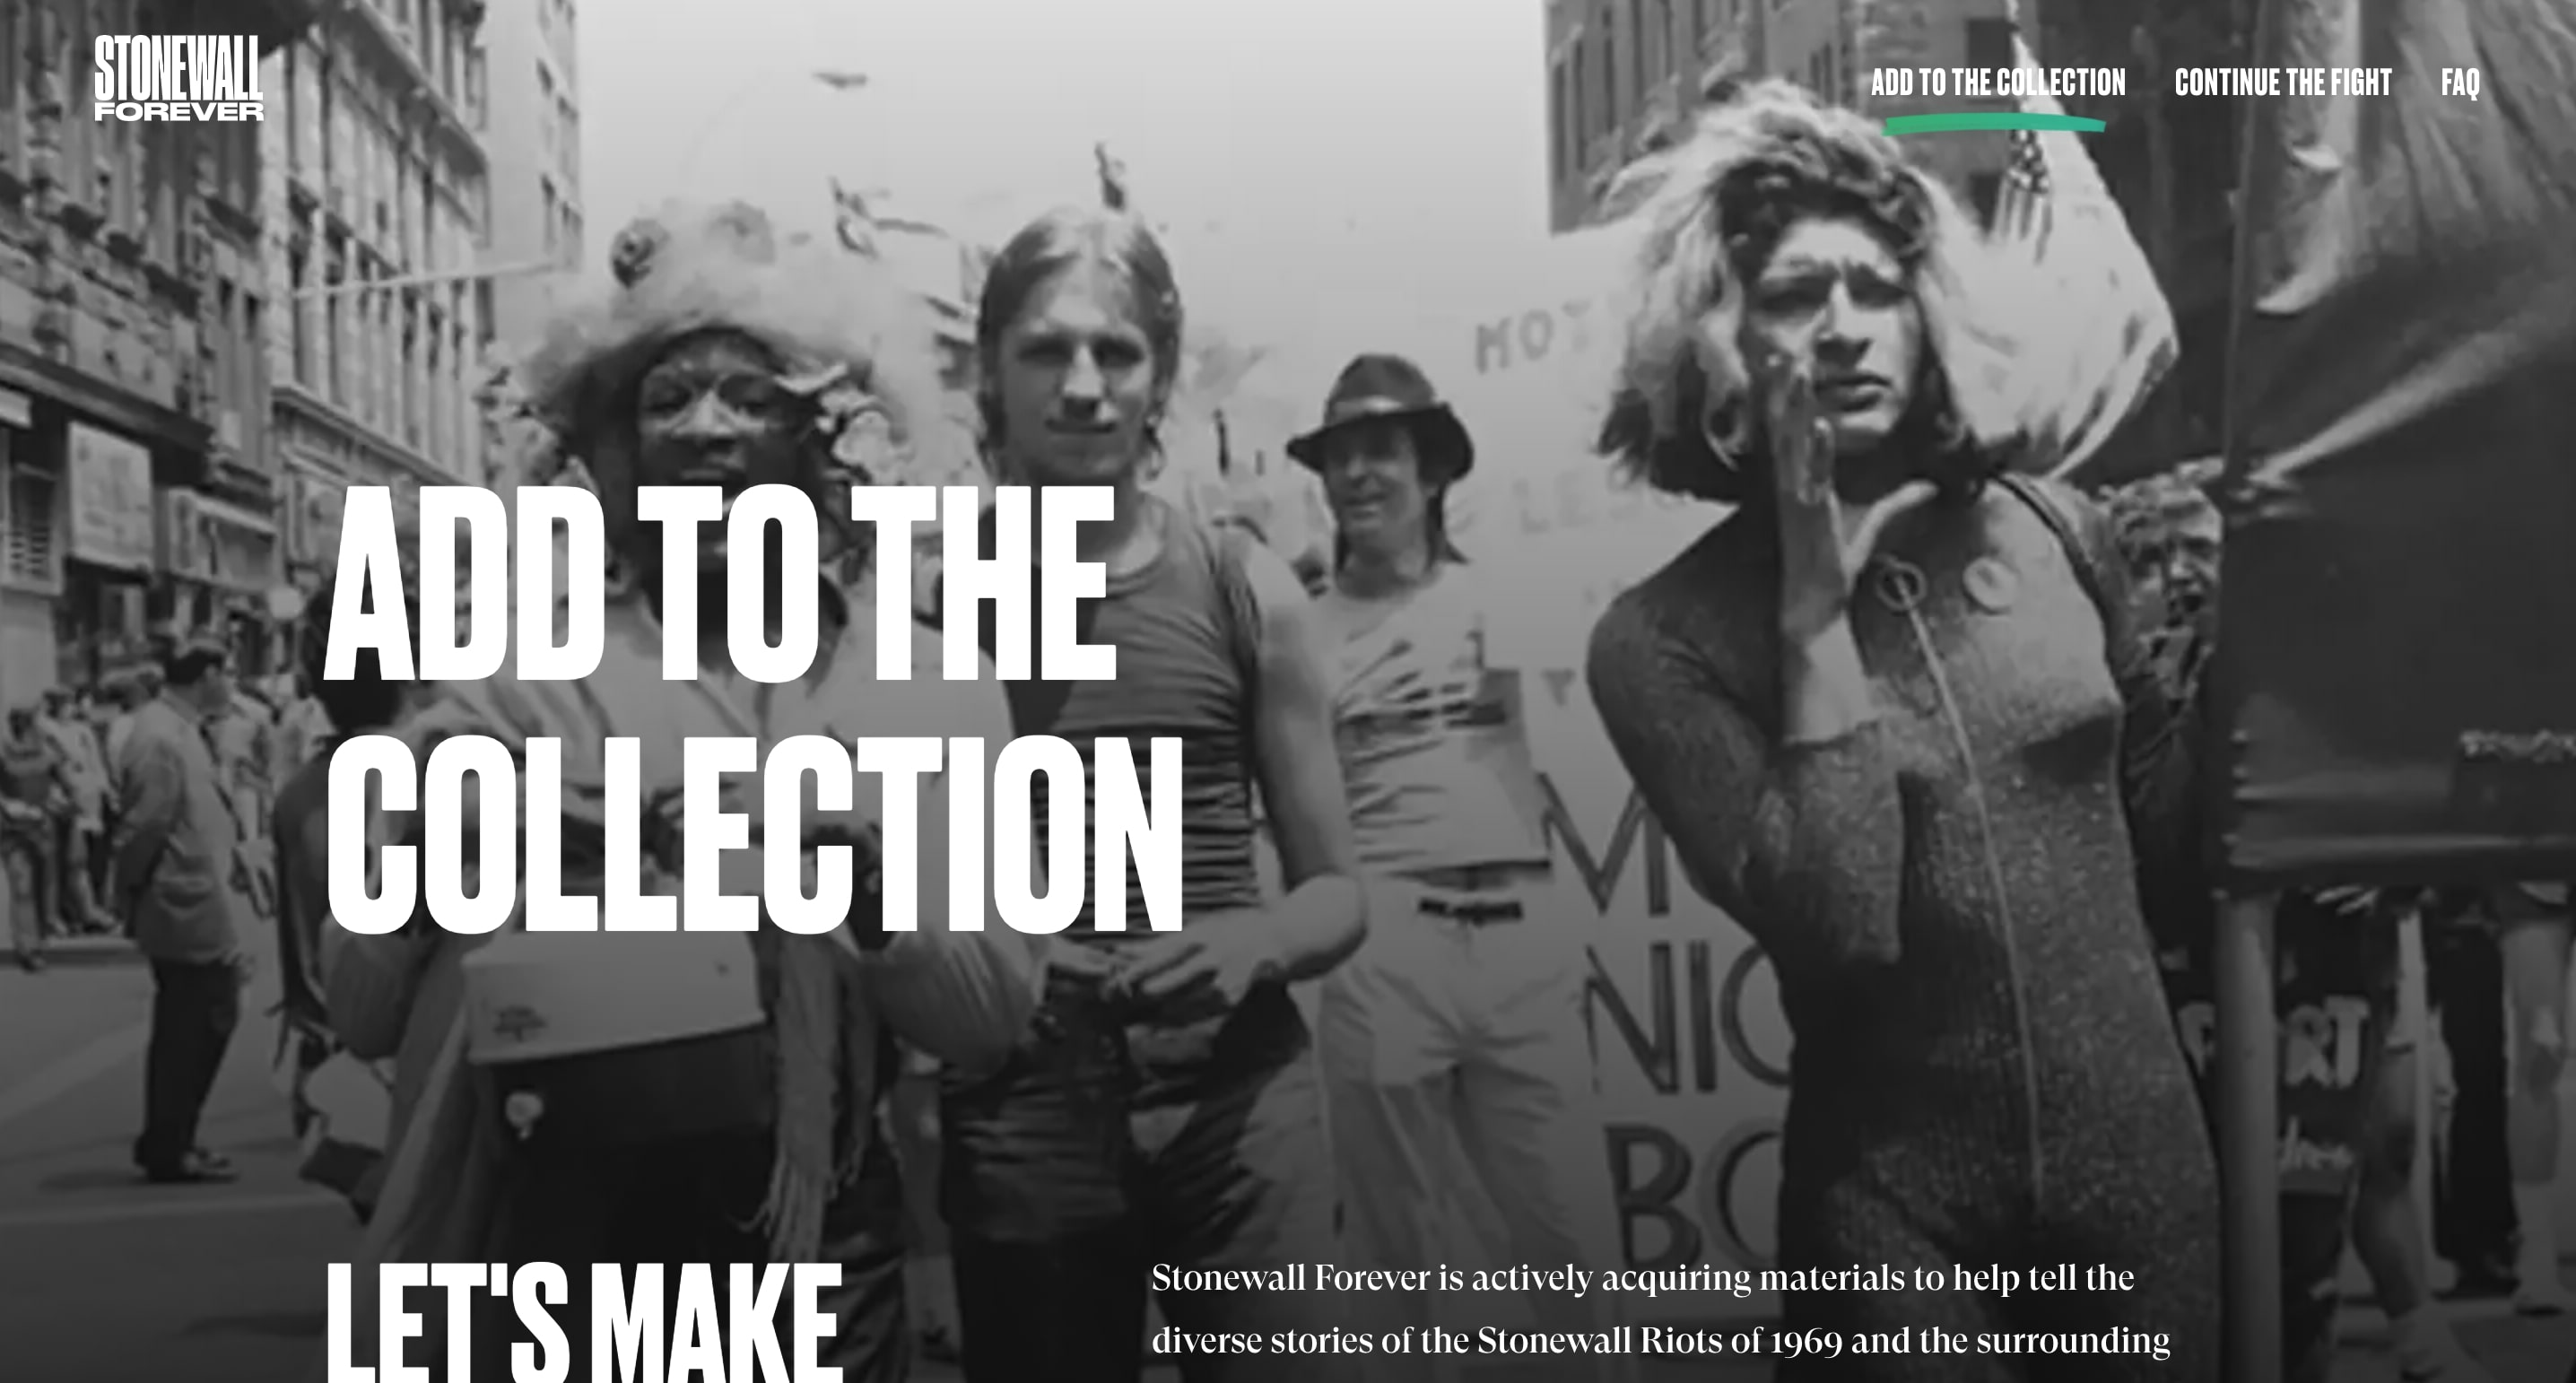 STONEWALL
FOREVER
ADD TO THE COLLECTION CONTINUE THE FIGHT FAQ
ADD TO THE
COLLECTION
LET'S MAKE
Stonewall Forever is actively acquiring materials to help tell the
diverse stories of the Stonewall Riots of 1969 and the surrounding